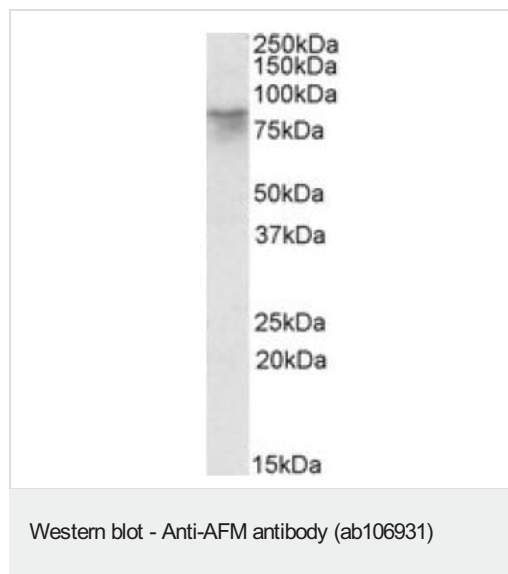 250kDa
150kDa
100kDa
75kDa
50kDa
37kDa
25kDa
20kDa
15kDa
Western blot - Anti-AFM antibody (ab106931)